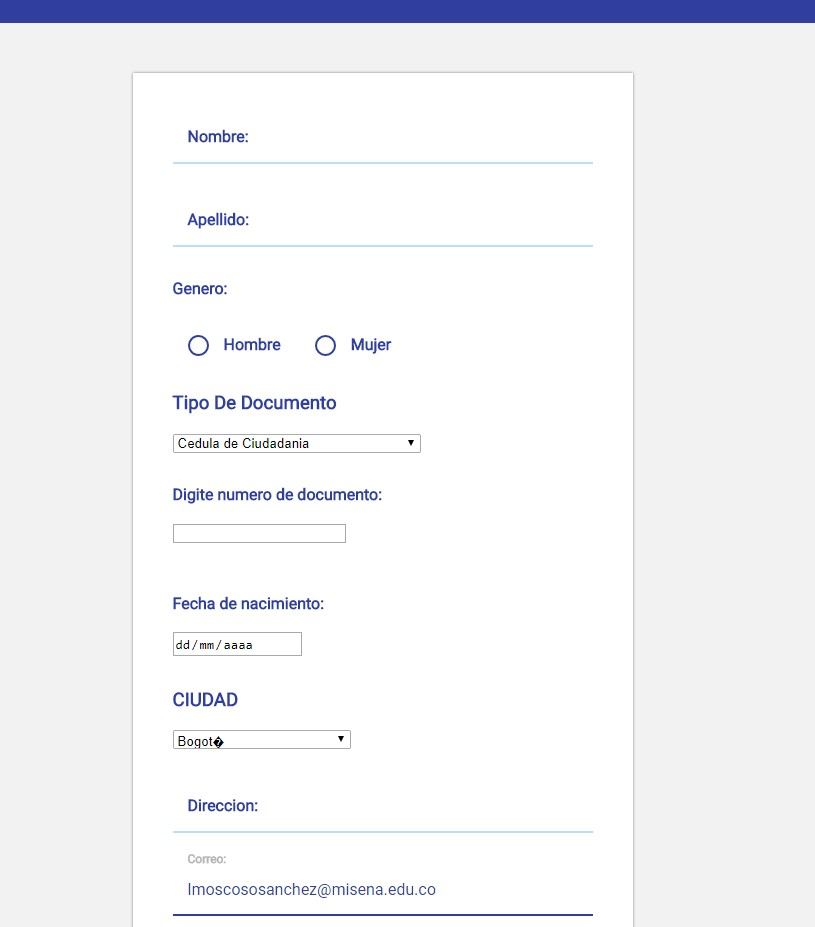 Nombre:
Apellido:
Genero:
Hombre Mujer
Tipo De Documento
Cedula de Ciudadania
Digite numero de documento:
Fecha de nacimiento:
dd/mm/aaaa
CIUDAD
Bogot�
Direccion:
Correo:
lmoscososanchez@misena.edu.co